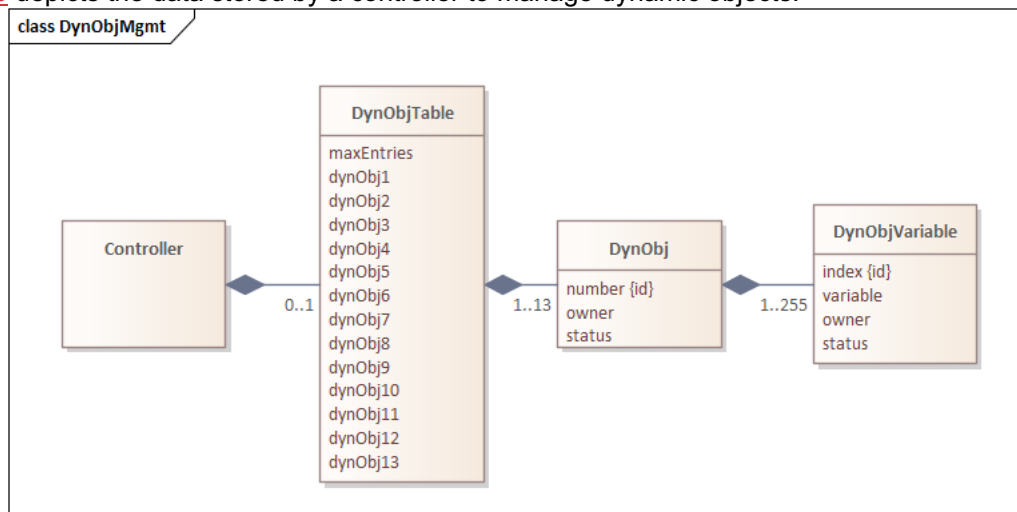 depicts the data stored by a controller to manage dynamic objects.
class DynObjMgmt
DynObjTable
maxEntries
dynObj1
dynObj2
dynObj3
dynObj4
dynObj5
dynObj6
dynObj7
dynObj8
dynObj9
dynObj10
dynObj11
dynObj12
dynObj13
Controller
0..1
DynObj
number {id}
owner
status
1..13
DynObjVariable
index {id}
variable
owner
status
1..255